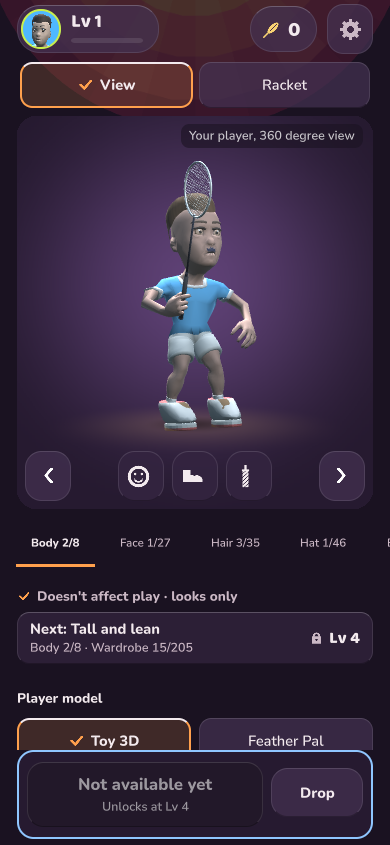 Lv 1
0
View
Racket
Your player, 360 degree view
Body 2/8
Face 1/27
Hair 3/35
Hat 1/46
Doesn't affect play · looks only
Next: Tall and lean
Body 2/8 · Wardrobe 15/205
Lv 4
Player model
Toy 3D
Feather Pal
Not available yet
Unlocks at Lv 4
Drop